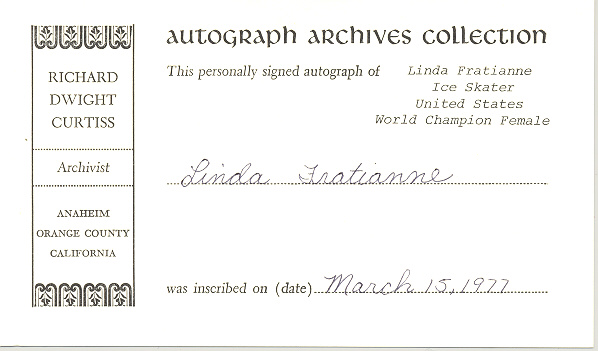 AUTOGRAPH ARCHIVES COLLECTION
RICHARD
DWIGHT
CURTISS
Archivist
ANAHEIM
ORANGE COUNTY
CALIFORNIA
This personally signed autograph of
Linda Fratianne
Ice Skater
United States
World Champion Female
Linda Fratianne
was inscribed on (date) March 15, 1977